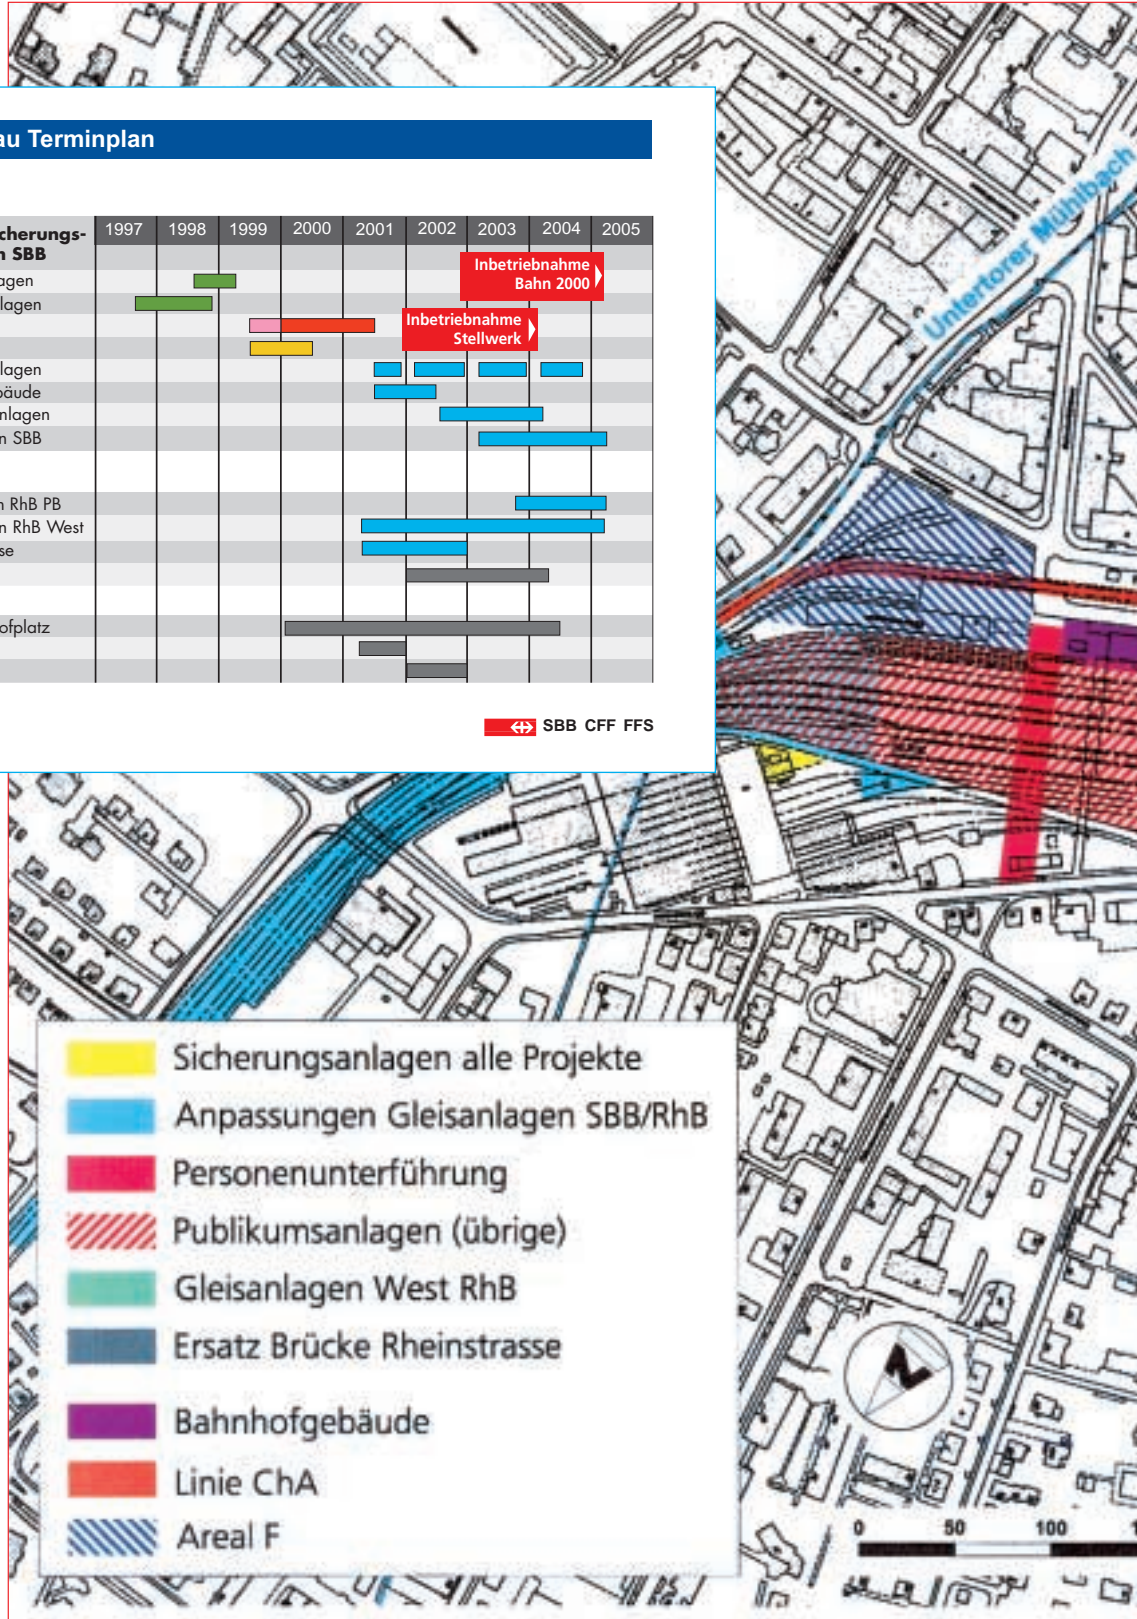 au Terminplan
cherungs-
n SBB
1997 1998 1999 2000 2001 2002 2003 2004 2005
agen
lagen
Inbetriebnahme
Bahn 2000
Inbetriebnahme
Stellwerk
lagen
bäude
nlagen
n SBB
n RhB PB
n RhB West
se
ofplatz
SBB CFF FFS
Untertorer Mühlbach
Sicherungsanlagen alle Projekte
Anpassungen Gleisanlagen SBB/RhB
Personenunterführung
Publikumsanlagen (übrige)
Gleisanlagen West RhB
Ersatz Brücke Rheinstrasse
Bahnhofgebäude
Linie ChA
Areal F
N
0 50 100 1